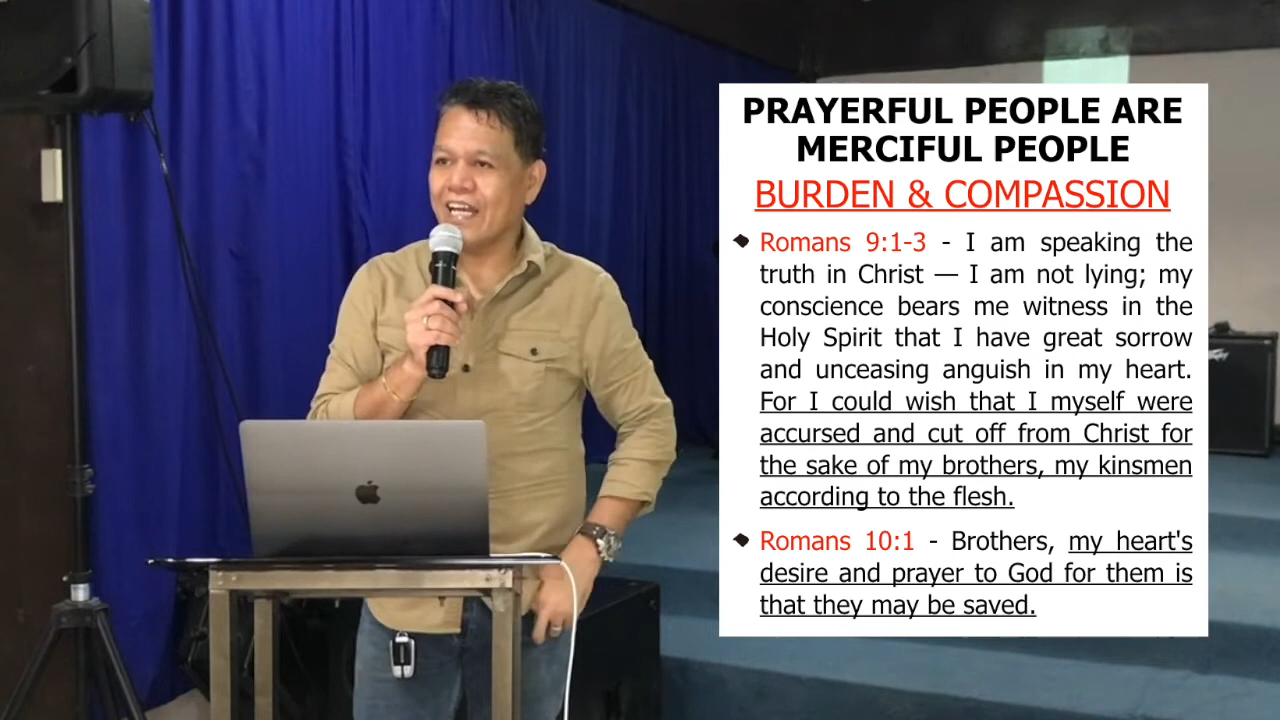 PRAYERFUL PEOPLE ARE
MERCIFUL PEOPLE
BURDEN & COMPASSION
Romans 9:1-3 - I am speaking the
truth in Christ — I am not lying; my
conscience bears me witness in the
Holy Spirit that I have great sorrow
and unceasing anguish in my heart.
For I could wish that I myself were
accursed and cut off from Christ for
the sake of my brothers, my kinsmen
according to the flesh.
Romans 10:1 - Brothers, my heart's
desire and prayer to God for them is
that they may be saved.